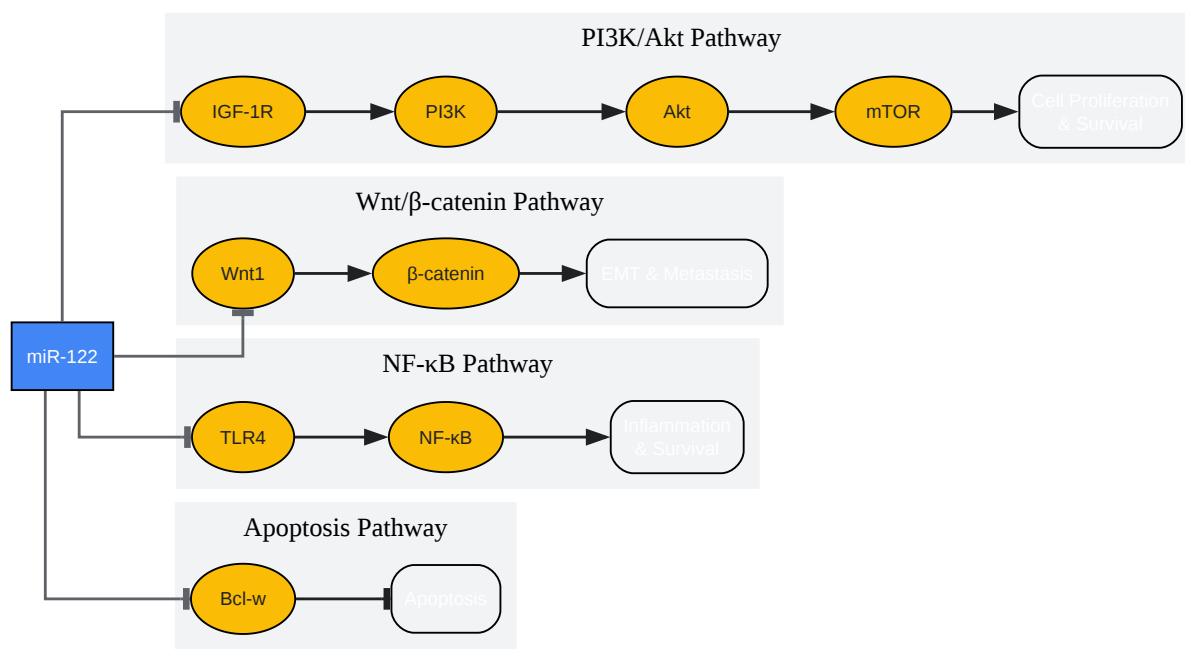 PI3K/Akt Pathway
IGF-1R
PI3K
Akt
mTOR
Cell Proliferation
& Survival
Wnt/β-catenin Pathway
Wnt1
β-catenin
EMT & Metastasis
miR-122
NF-κB Pathway
TLR4
NF-κB
Inflammation
& Survival
Apoptosis Pathway
Bcl-w
Apoptosis